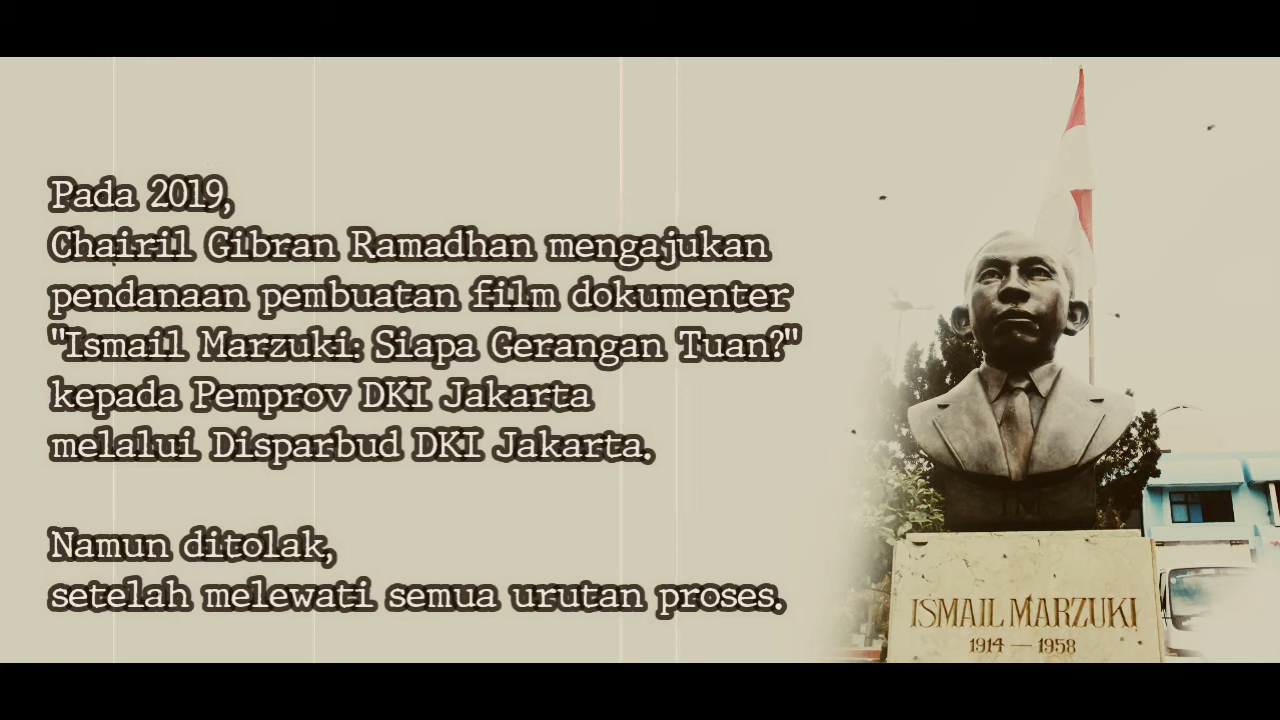 Pada 2019,
Chairil Gibran Ramadhan mengajukan
pendanaan pembuatan film dokumenter
"Ismail Marzuki: Siapa Gerangan Tuan?"
kepada Pemprov DKI Jakarta
melalui Disparbud DKI Jakarta.
Namun ditolak,
setelah melewati semua urutan proses.
ISMAIL MARZUKI
1914 — 1958